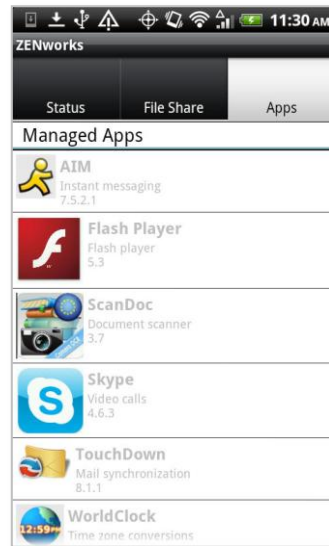 11:30 AM
ZENworks
Status
File Share
Apps
Managed Apps
AIM
Instant messaging
7.5.2.1
Flash Player
Flash player
5.3
ScanDoc
Document scanner
3.7
Skype
Video calls
4.6.3
TouchDown
Mail synchronization
8.1.1
12:59
WorldClock
Time zone conversions